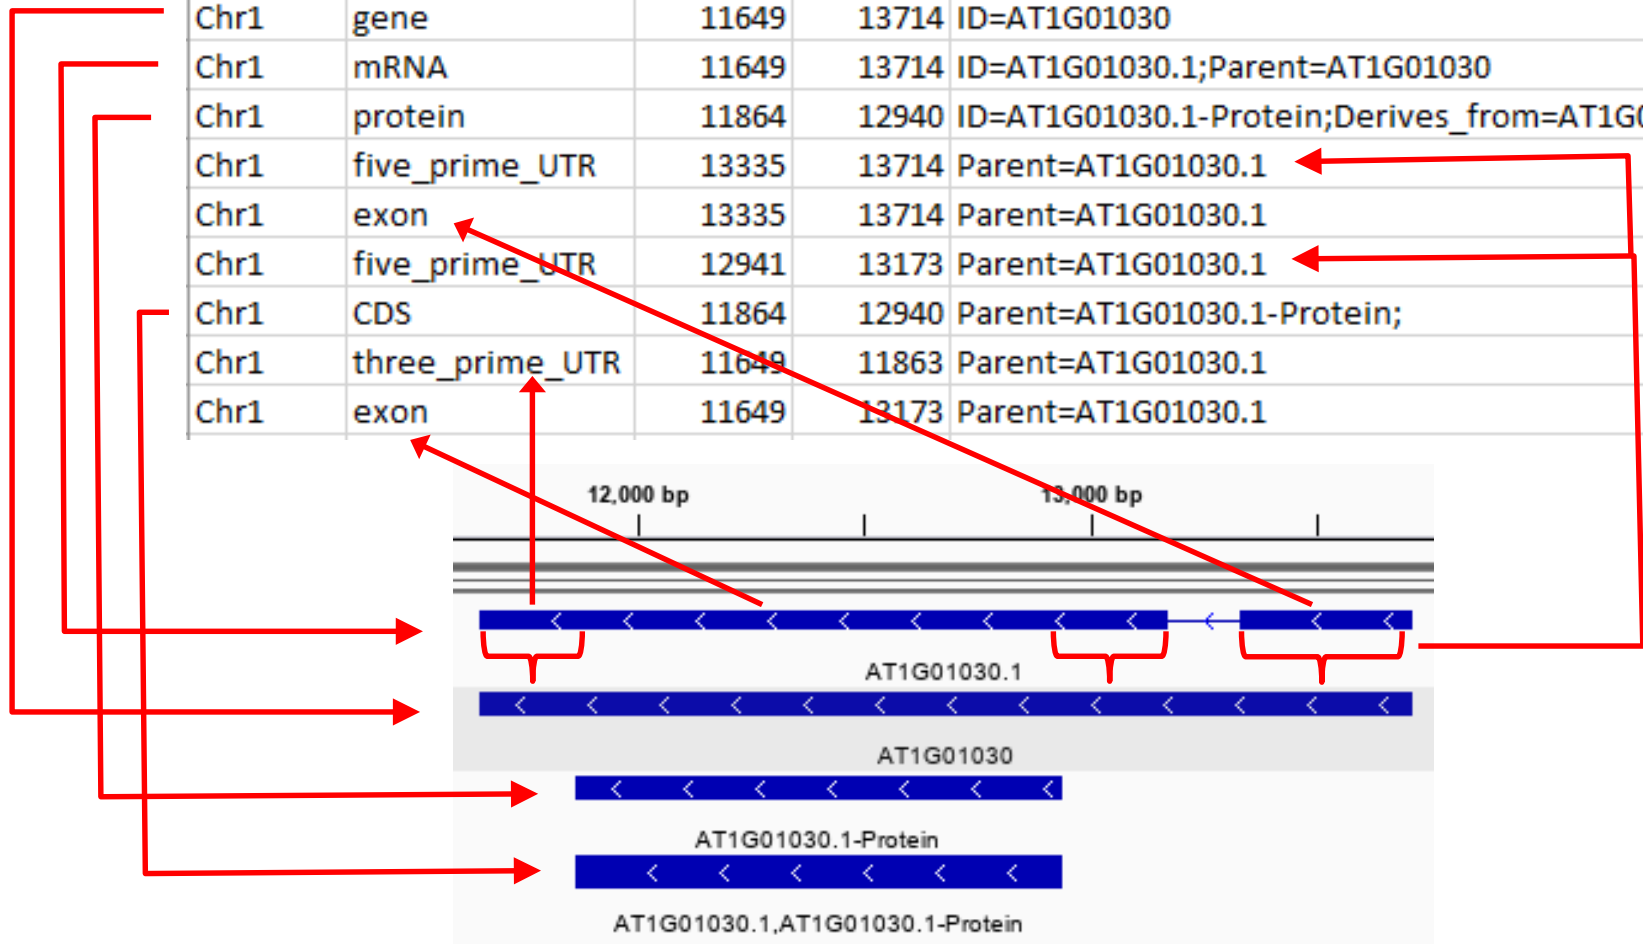 Chr1 gene 11649 13714 ID=AT1G01030
Chr1 mRNA 11649 13714 ID=AT1G01030.1;Parent=AT1G01030
Chr1 protein 11864 12940 ID=AT1G01030.1-Protein;Derives_from=AT1G0
Chr1 five_prime_UTR 13335 13714 Parent=AT1G01030.1
Chr1 exon 13335 13714 Parent=AT1G01030.1
Chr1 five_prime_UTR 12941 13173 Parent=AT1G01030.1
Chr1 CDS 11864 12940 Parent=AT1G01030.1-Protein;
Chr1 three_prime_UTR 11649 11863 Parent=AT1G01030.1
Chr1 exon 11649 13173 Parent=AT1G01030.1
12,000 bp 13,000 bp
AT1G01030.1
AT1G01030
AT1G01030.1-Protein
AT1G01030.1,AT1G01030.1-Protein